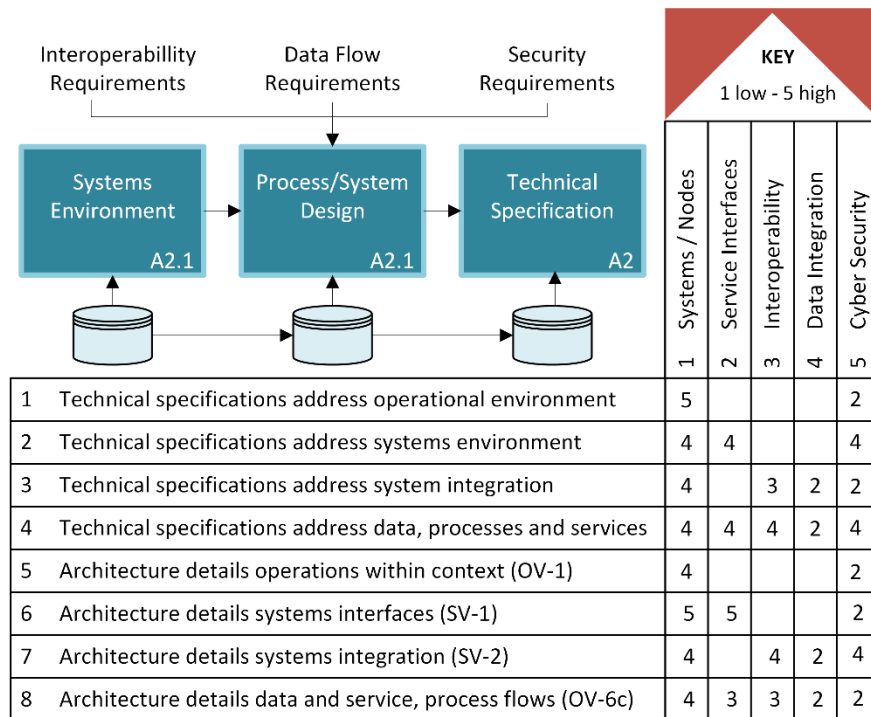 Interoperabillity
Requirements
Data Flow
Requirements
Security
Requirements
KEY
1 low - 5 high
Systems
Environment
A2.1
Process/System
Design
A2.1
Technical
Specification
A2
1 Systems / Nodes
2 Service Interfaces
3 Interoperability
4 Data Integration
5 Cyber Security
1 Technical specifications address operational environment 5 2
2 Technical specifications address systems environment 4 4 4
3 Technical specifications address system integration 4 3 2 2
4 Technical specifications address data, processes and services 4 4 4 2 4
5 Architecture details operations within context (OV-1) 4 2
6 Architecture details systems interfaces (SV-1) 5 5 2
7 Architecture details systems integration (SV-2) 4 4 2 4
8 Architecture details data and service, process flows (OV-6c) 4 3 3 2 2